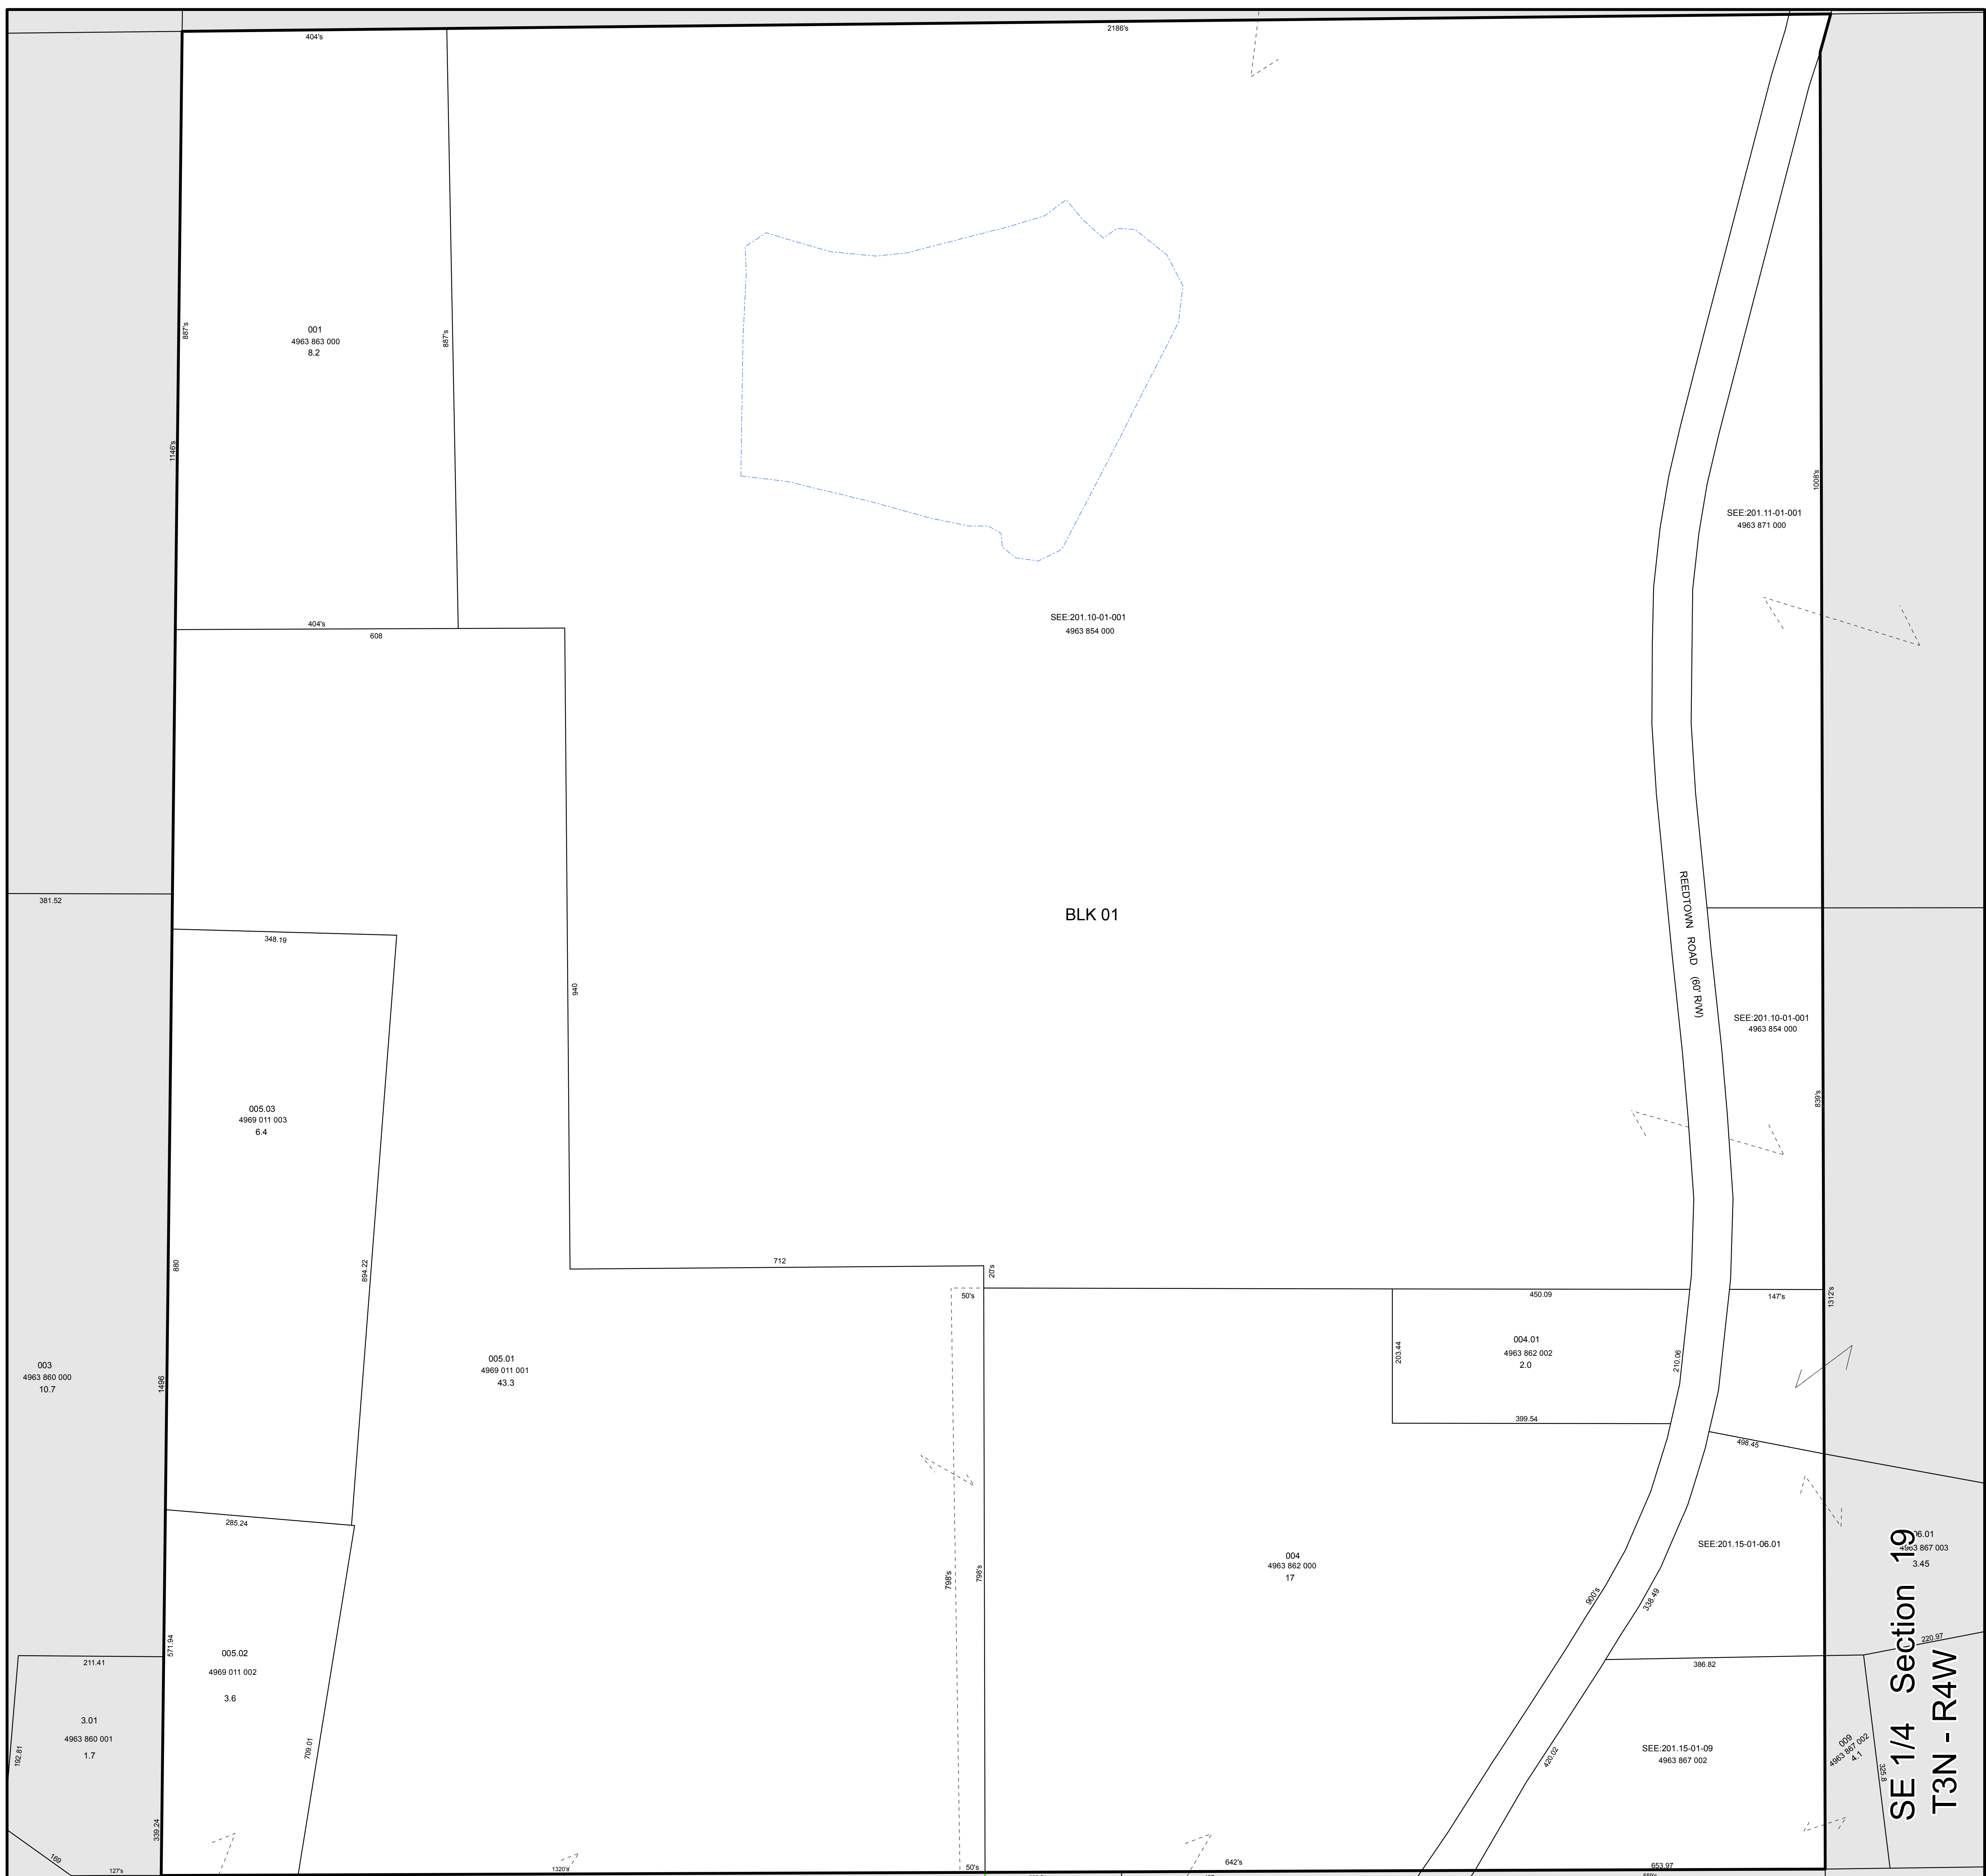 404's
2186's
887's
001
4963 863 000
8.2
887's
1146's
1008's
SEE:201.11-01-001
4963 871 000
404's
608
SEE:201.10-01-001
4963 854 000
381.52
BLK 01
REEDTOWN ROAD (60' R/W)
348.19
940
SEE:201.10-01-001
4963 854 000
839's
005.03
4969 011 003
6.4
880
894.22
712
20's
50's
450.09
147's
1312's
003
4963 860 000
10.7
1496
005.01
4969 011 001
43.3
203.44
004.01
4963 862 002
2.0
210.06
399.54
498.45
285.24
798's
798's
004
4963 862 000
17
SEE:201.15-01-06.01
06.01
4963 867 003
3.45
900's
338.49
571.94
211.41
005.02
4969 011 002
3.6
386.82
220.97
3.01
4963 860 001
1.7
192.81
709.01
420.02
SEE:201.15-01-09
4963 867 002
009
4963 867 002
4.1
325.8
SE 1/4 Section 19
T3N - R4W
339.24
169
127's
1320's
50's
642's
653.97